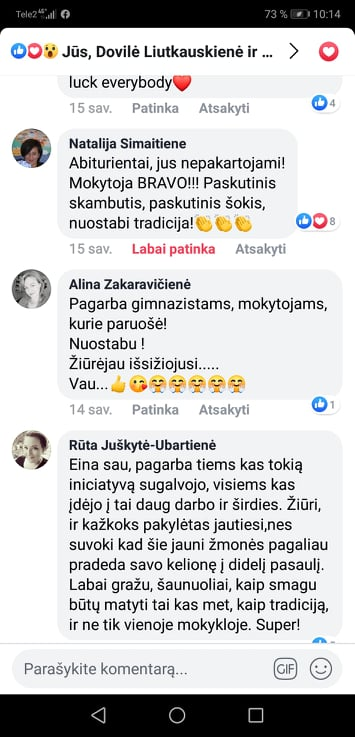 Tele2 4G 73 % 10:14
Jūs, Dovilė Liutkauskienė ir ...
luck everybody❤️
15 sav. Patinka Atsakyti 4
Natalija Simaitiene
Abiturientai, jus nepakartojami!
Mokytoja BRAVO!!! Paskutinis
skambutis, paskutinis šokis,
nuostabi tradicija!👏👏👏
8
15 sav. Labai patinka Atsakyti
Alina Zakaravičienė
Pagarba gimnazistams, mokytojams,
kurie paruošė!
Nuostabu !
Žiūrėjau išsižiojusi.....
Vau...👍😘🤗🤗🤗🤗🤗
14 sav. Patinka Atsakyti 1
Rūta Juškytė-Ubartienė
Eina sau, pagarba tiems kas tokią
iniciatyvą sugalvojo, visiems kas
įdėjo į tai daug darbo ir širdies. Žiūri,
ir kažkoks pakylėtas jautiesi,nes
suvoki kad šie jauni žmonės pagaliau
pradeda savo kelionę į didelį pasaulį.
Labai gražu, šaunuoliai, kaip smagu
būtų matyti tai kas met, kaip tradiciją,
ir ne tik vienoje mokykloje. Super!
Parašykite komentarą... GIF